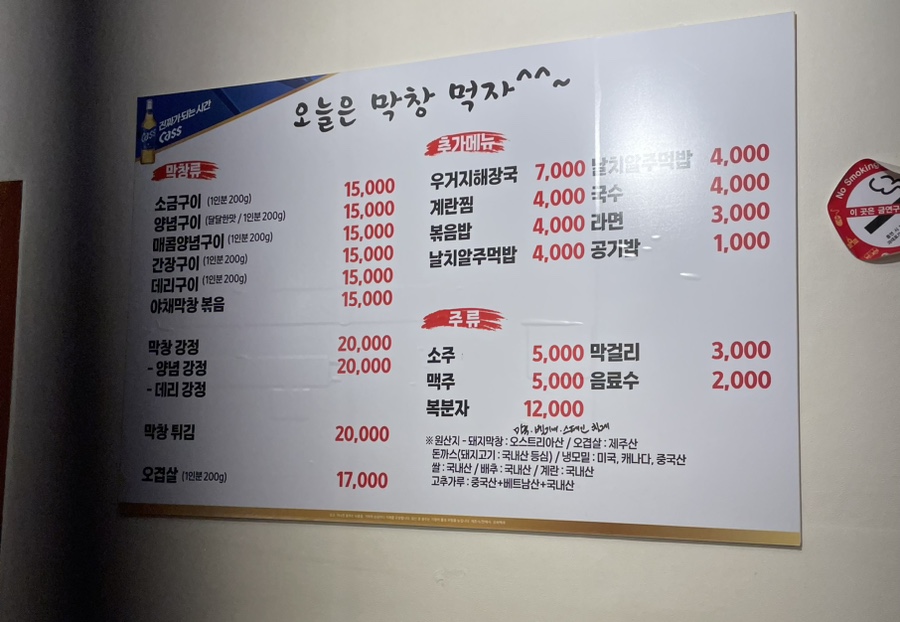 오늘은 막창 먹자^^~
진짜가 되는 시간
Cass
막창류
소금구이 (1인분 200g) 15,000
양념구이 (달달한맛 / 1인분 200g) 15,000
매콤양념구이 (1인분 200g) 15,000
간장구이 (1인분 200g) 15,000
데리구이 (1인분 200g) 15,000
야채막창 볶음 15,000
막창 강정 20,000
- 양념 강정 20,000
- 데리 강정
막창 튀김 20,000
오겹살 (1인분 200g) 17,000
추가메뉴
우거지해장국 7,000 날치알주먹밥 4,000
계란찜 4,000 국수 4,000
볶음밥 4,000 라면 3,000
날치알주먹밥 4,000 공기밥 1,000
주류
소주 5,000 막걸리 3,000
맥주 5,000 음료수 2,000
복분자 12,000
※ 원산지 - 돼지막창 : 오스트리아산 / 오겹살 : 제주산
돈까스(돼지고기 : 국내산 등심) / 냉모밀 : 미국, 캐나다, 중국산
쌀 : 국내산 / 배추 : 국내산 / 계란 : 국내산
고추가루 : 중국산+베트남산+국내산
No Smoking
이 곳은 금연구